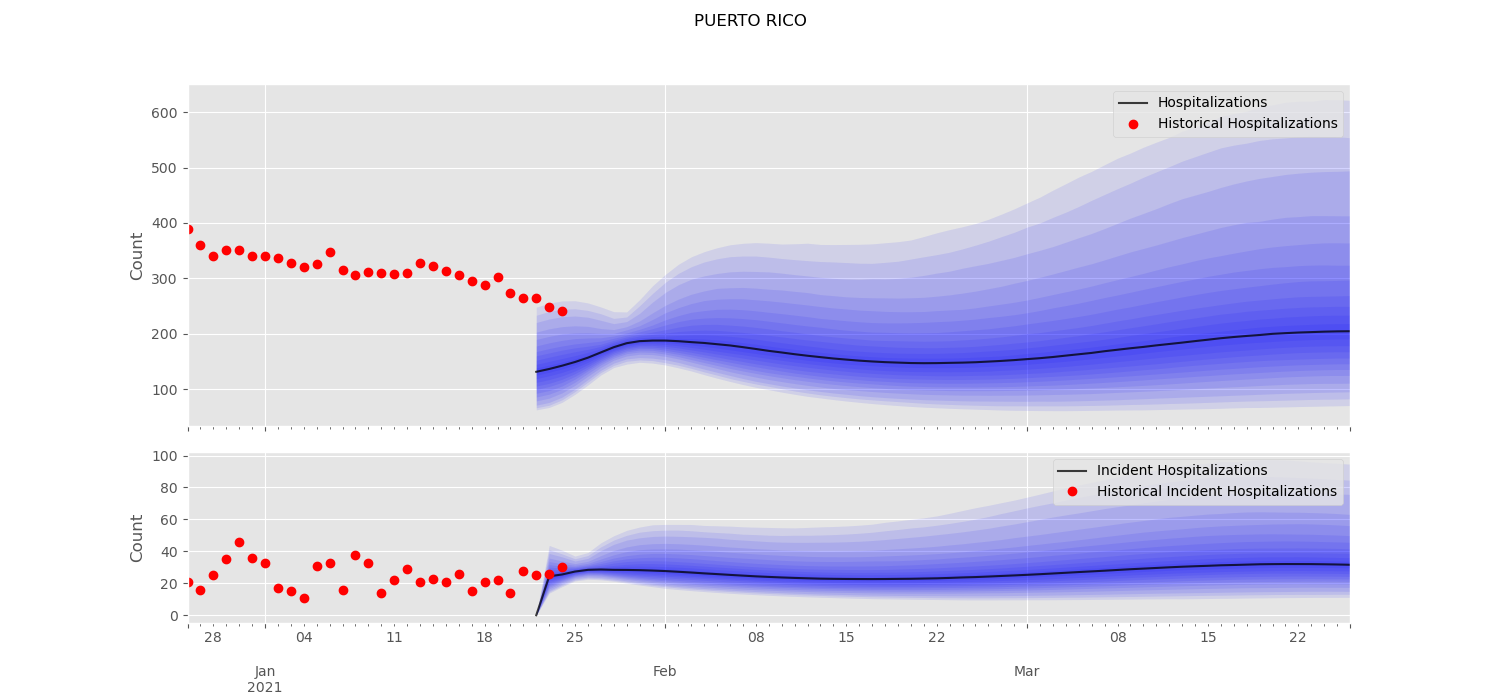 PUERTO RICO
Hospitalizations
Historical Hospitalizations
600
500
400
300
200
100
Count
Incident Hospitalizations
Historical Incident Hospitalizations
100
80
60
40
20
0
Count
28 04 11 18 25 08 15 22 08 15 22
Jan Feb Mar
2021